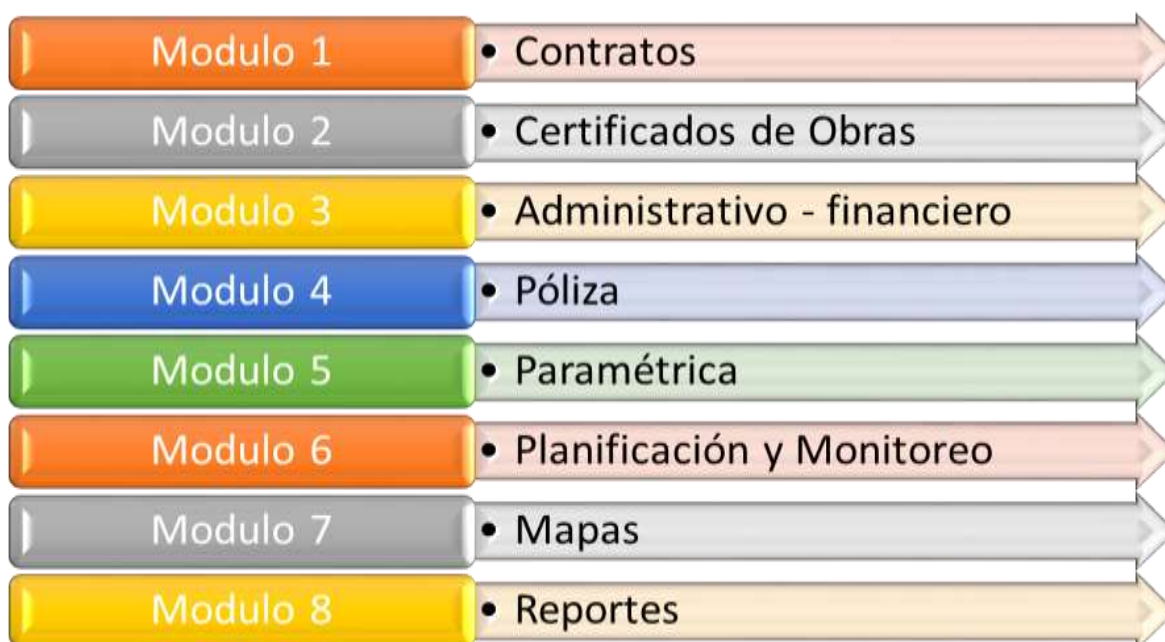 Modulo 1 • Contratos
Modulo 2 • Certificados de Obras
Modulo 3 • Administrativo - financiero
Modulo 4 • Póliza
Modulo 5 • Paramétrica
Modulo 6 • Planificación y Monitoreo
Modulo 7 • Mapas
Modulo 8 • Reportes